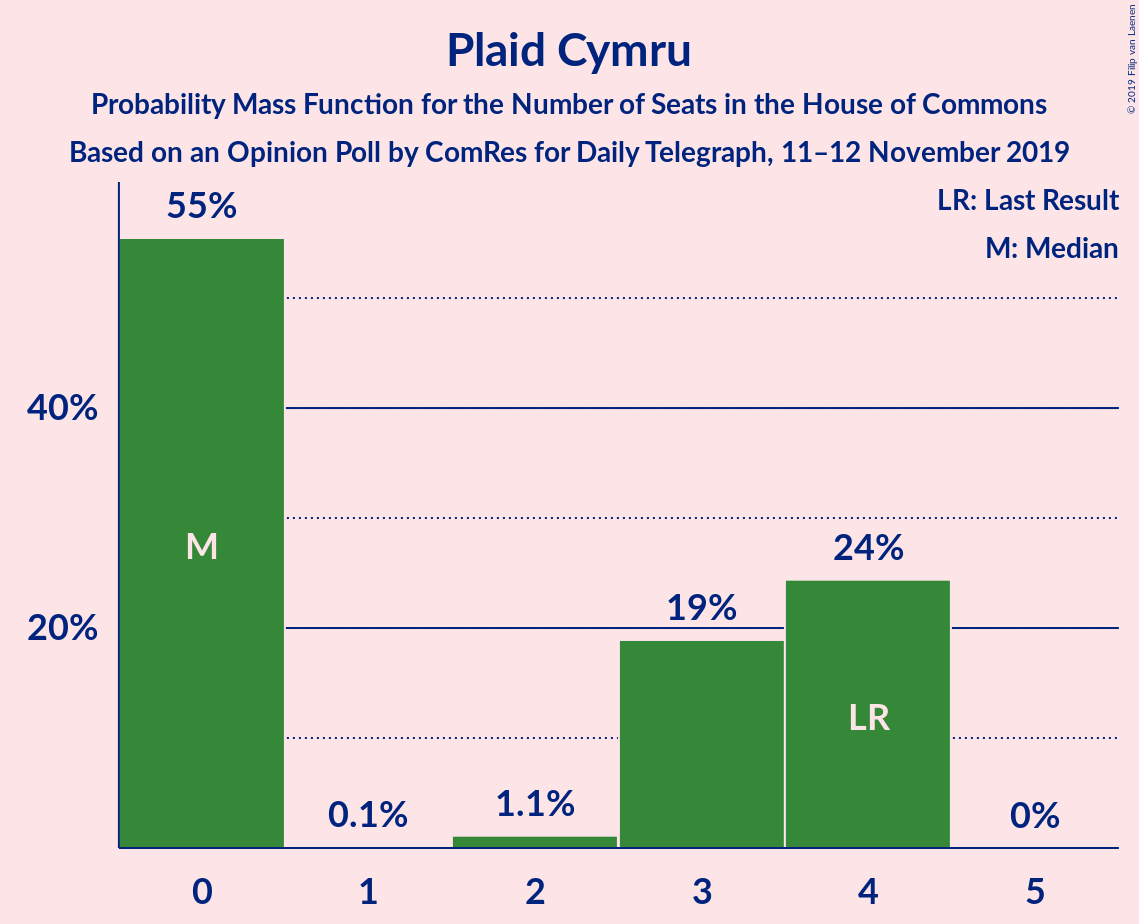 Plaid Cymru
Probability Mass Function for the Number of Seats in the House of Commons
Based on an Opinion Poll by ComRes for Daily Telegraph, 11–12 November 2019
© 2019 Filip van Laenen
LR: Last Result
M: Median
55%
40%
M
24%
19%
20%
LR
0.1%
1.1%
0%
0
1
2
3
4
5